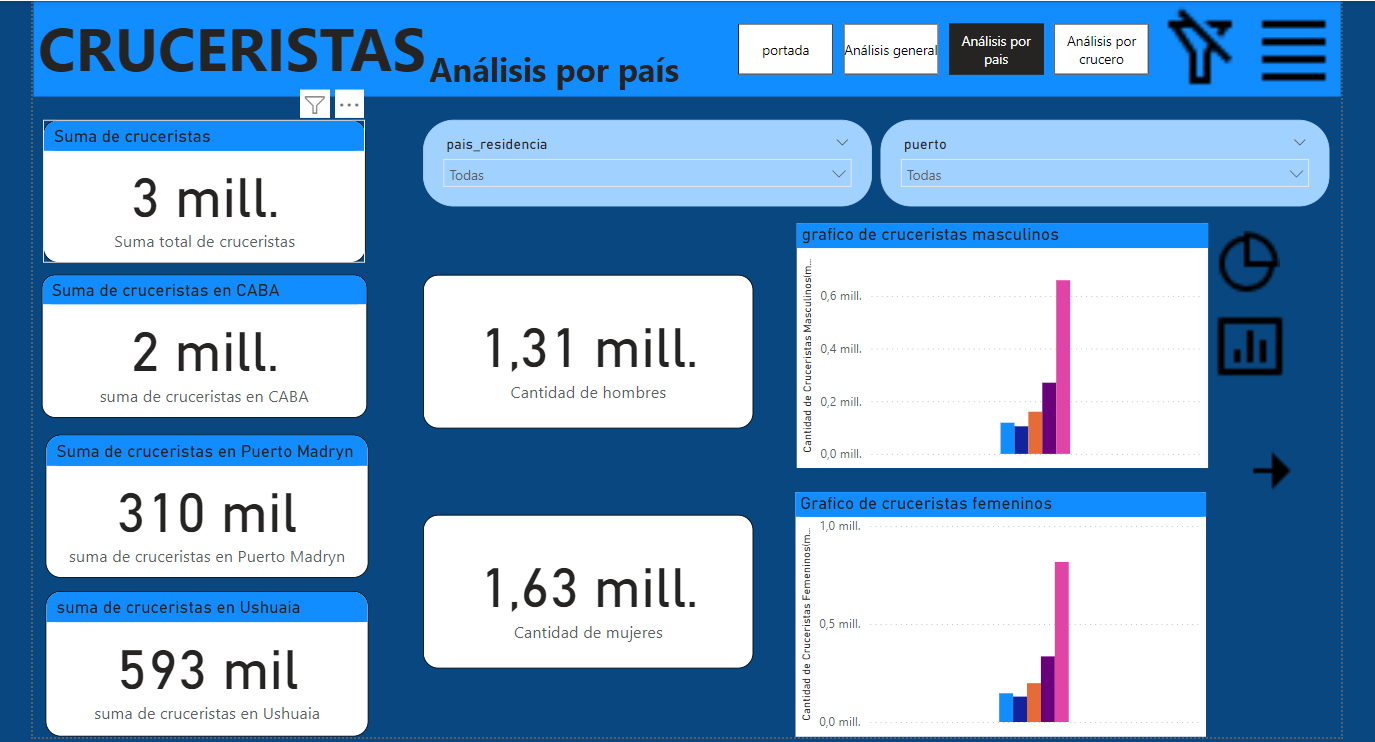 CRUCERISTAS
Análisis por país
portada
Análisis general
Análisis por
pais
Análisis por
crucero
Suma de cruceristas
3 mill.
Suma total de cruceristas
Suma de cruceristas en CABA
2 mill.
suma de cruceristas en CABA
Suma de cruceristas en Puerto Madryn
310 mil
suma de cruceristas en Puerto Madryn
suma de cruceristas en Ushuaia
593 mil
suma de cruceristas en Ushuaia
pais_residencia
Todas
puerto
Todas
1,31 mill.
Cantidad de hombres
1,63 mill.
Cantidad de mujeres
grafico de cruceristas masculinos
Cantidad de Cruceristas Masculinos(m...
0,6 mill.
0,4 mill.
0,2 mill.
0,0 mill.
Grafico de cruceristas femeninos
Cantidad de Cruceristas Femeninos(m...
1,0 mill.
0,5 mill.
0,0 mill.